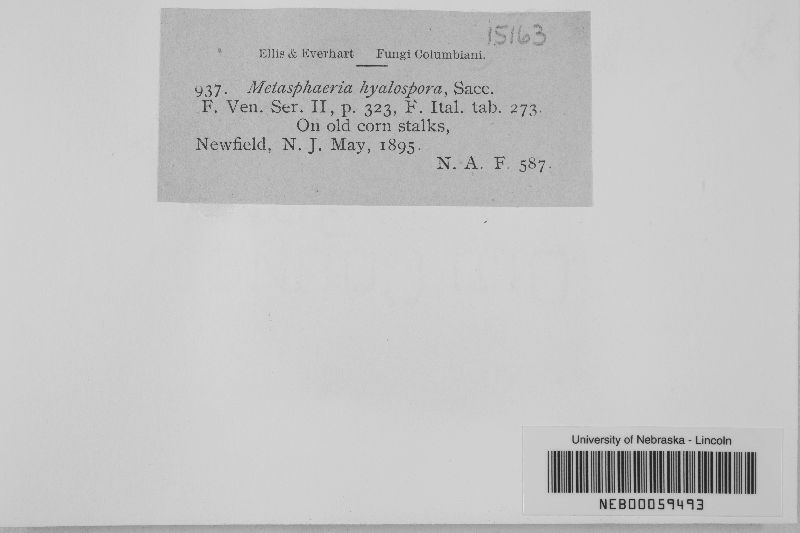 15163
Ellis & Everhart Fungi Columbiani.
937. Metasphaeria hyalospora, Sacc.
F. Ven. Ser. II, p. 323, F. Ital. tab. 273.
On old corn stalks,
Newfield, N. J. May, 1895.
N. A. F. 587.
University of Nebraska - Lincoln
NEB00059493